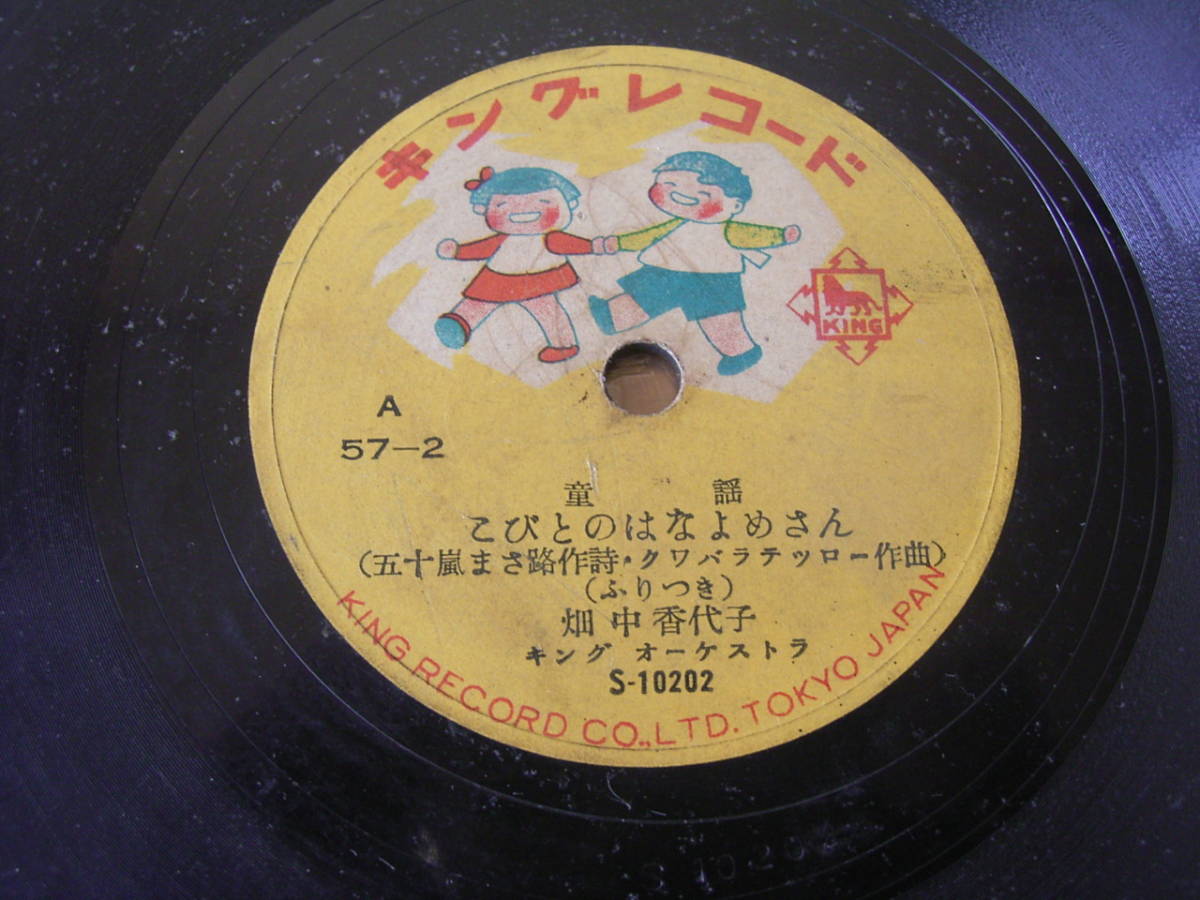 キングレコード
KING
A
57-2
童謡
こびとのはなよめさん
(五十嵐まさ路作詩・クワバラテツロー作曲)
(ふりつき)
畑中香代子
キング オーケストラ
S-10202
KING RECORD CO., LTD. TOKYO JAPAN